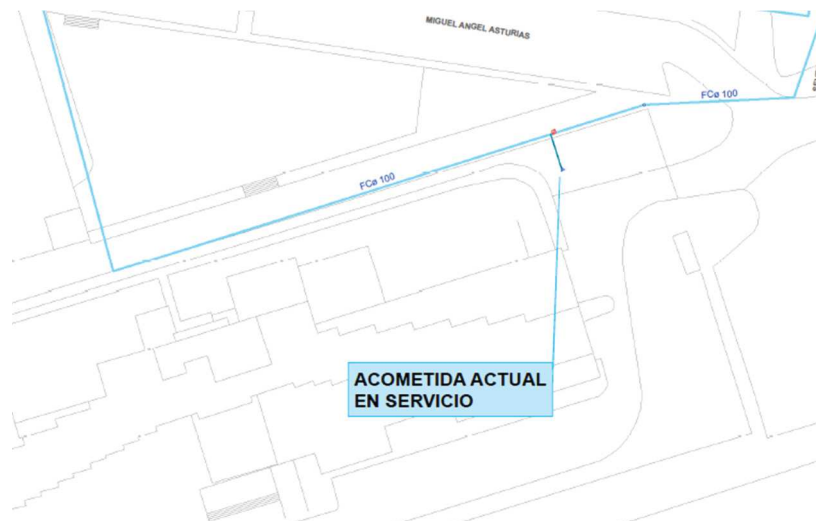 MIGUEL ANGEL ASTURIAS
FCø 100
FCø 100
ACOMETIDA ACTUAL
EN SERVICIO